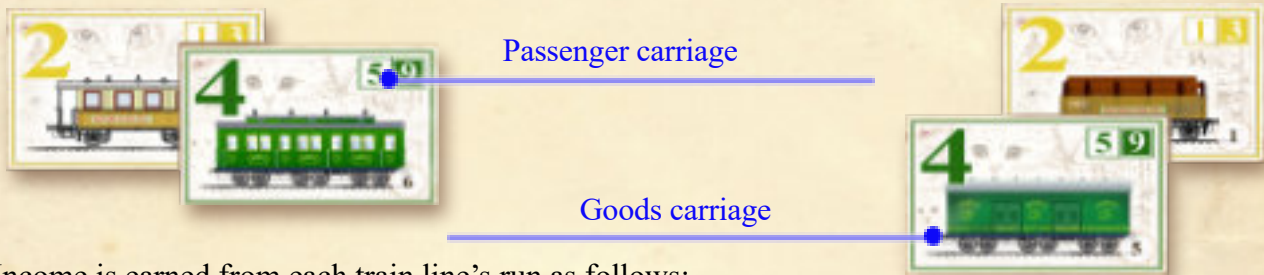 2 1 3
2 1 3
Passenger carriage
4 5 9
6
1
4 5 9
Goods carriage
5
Income is earned from each train line's run as follows: